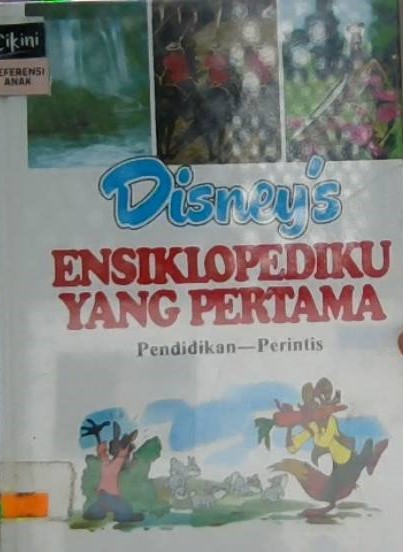 Cikini
REFERENSI
ANAK
Disney's
ENSIKLOPEDIKU
YANG PERTAMA
Pendidikan—Perintis